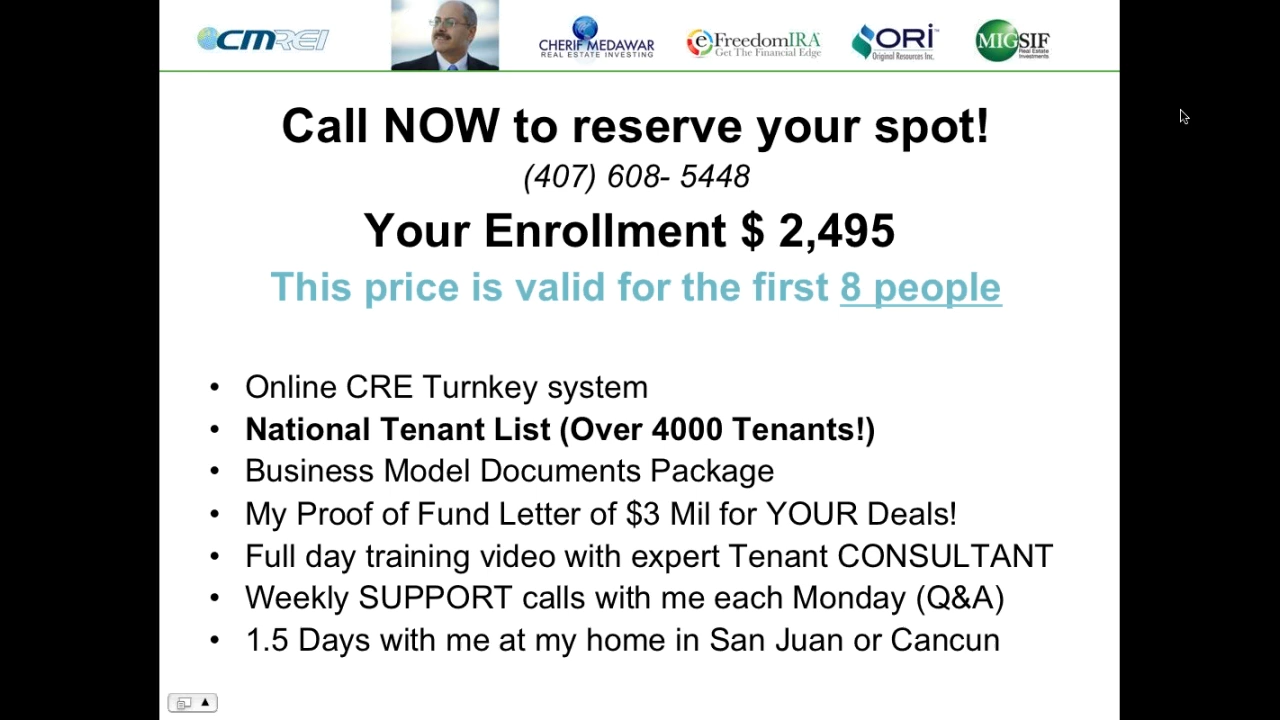 CMREI
CHERIF MEDAWAR
REAL ESTATE INVESTING
eFreedomIRA
Get The Financial Edge
ORi™
Original Resources Inc.
MIGSIF
Real Estate
Investments
Call NOW to reserve your spot!
(407) 608- 5448
Your Enrollment $ 2,495
This price is valid for the first 8 people
• Online CRE Turnkey system
• National Tenant List (Over 4000 Tenants!)
• Business Model Documents Package
• My Proof of Fund Letter of $3 Mil for YOUR Deals!
• Full day training video with expert Tenant CONSULTANT
• Weekly SUPPORT calls with me each Monday (Q&A)
• 1.5 Days with me at my home in San Juan or Cancun